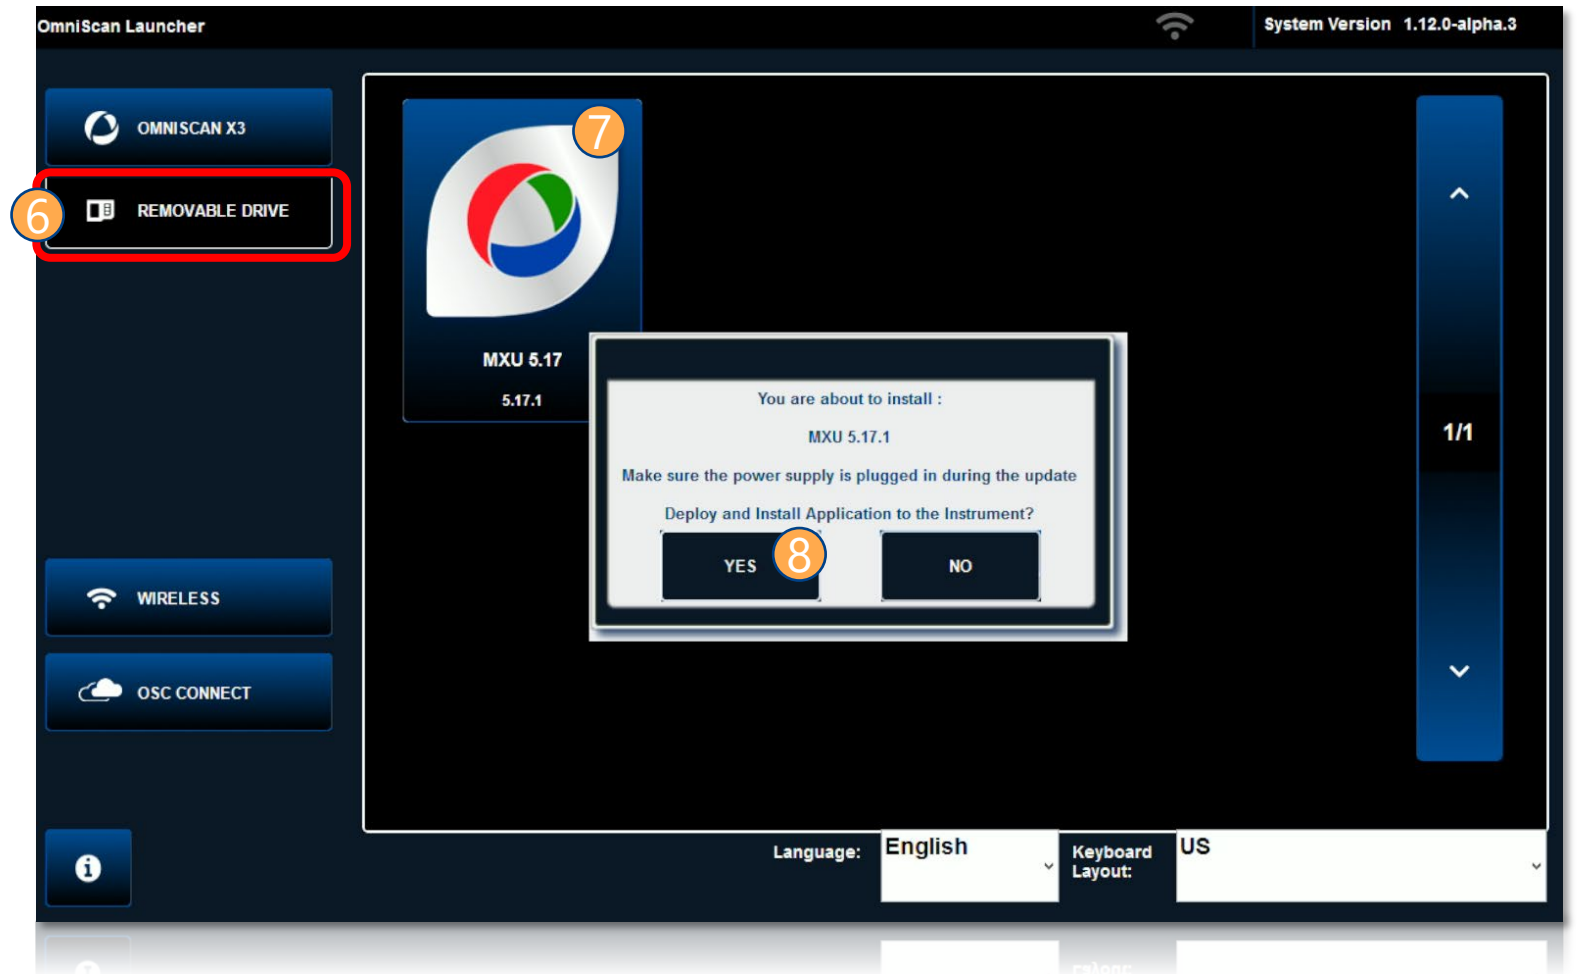 OmniScan Launcher
System Version 1.12.0-alpha.3
OMNISCAN X3
7
6
REMOVABLE DRIVE
MXU 5.17
5.17.1
You are about to install :
MXU 5.17.1
Make sure the power supply is plugged in during the update
Deploy and Install Application to the Instrument?
YES
8
NO
1/1
WIRELESS
OSC CONNECT
i
Language:
English
Keyboard
Layout:
US